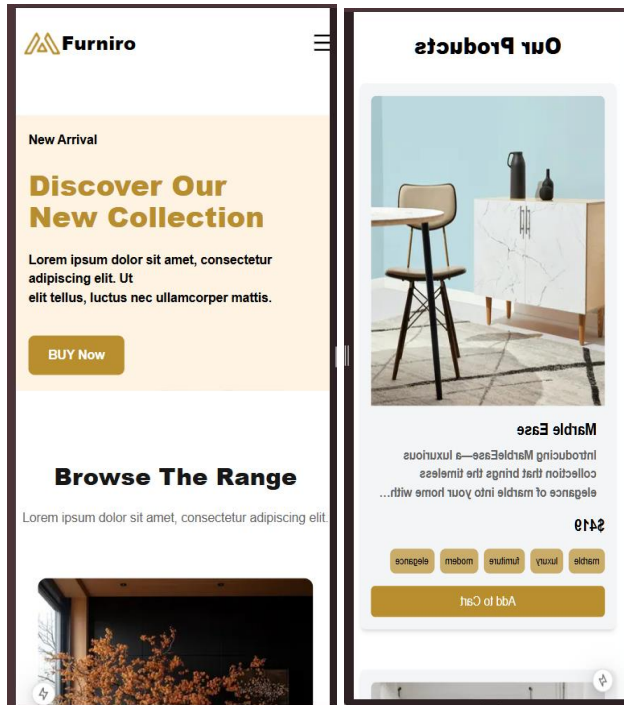 Furniro
New Arrival
Discover Our
New Collection
Lorem ipsum dolor sit amet, consectetur
adipiscing elit. Ut
elit tellus, luctus nec ullamcorper mattis.
BUY Now
Browse The Range
Lorem ipsum dolor sit amet, consectetur adipiscing elit.
Our Products
Marble Ease
Introducing MarbleEase—a luxurious
collection that brings the timeless
elegance of marble into your home with...
$419
marble luxury furniture modern elegance
Add to Cart